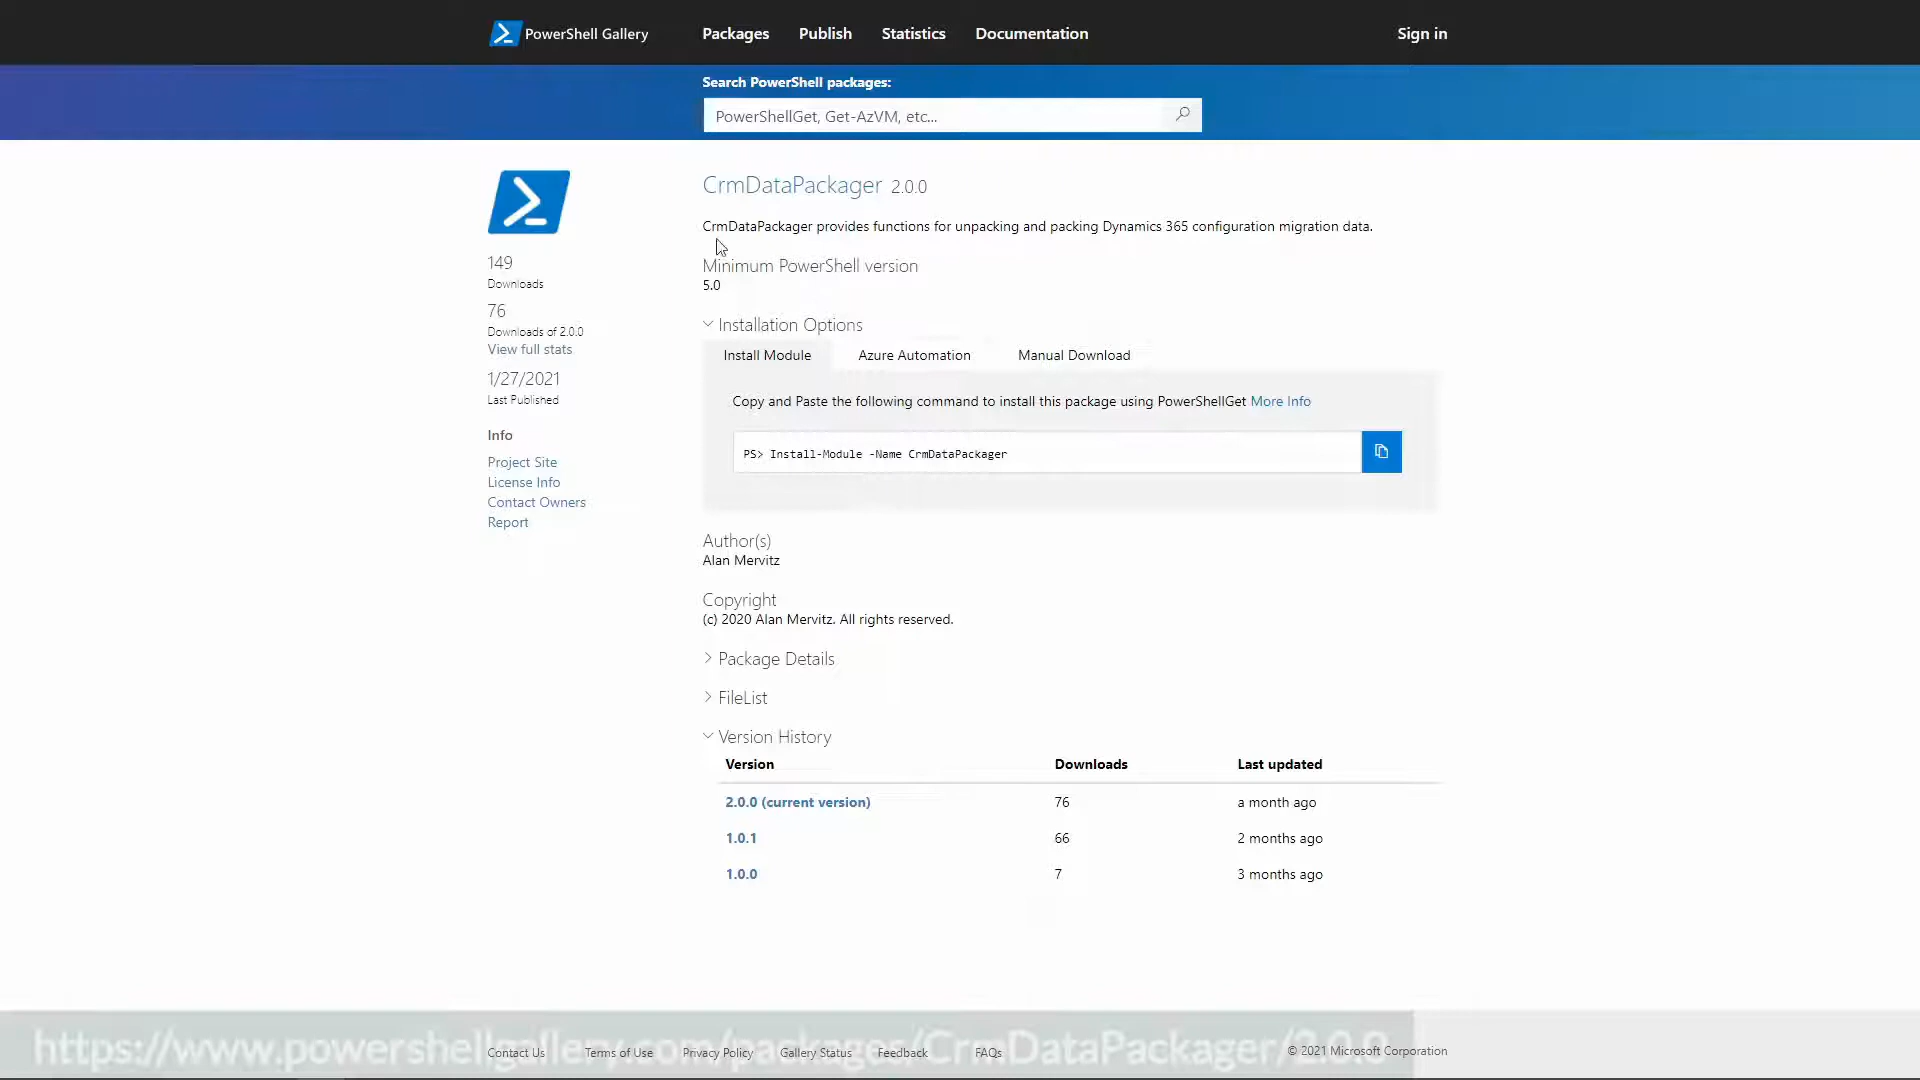 PowerShell Gallery
Packages
Publish
Statistics
Documentation
Sign in
Search PowerShell packages:
PowerShellGet, Get-AzVM, etc...
CrmDataPackager 2.0.0
CrmDataPackager provides functions for unpacking and packing Dynamics 365 configuration migration data.
Minimum PowerShell version
5.0
149
Downloads
76
Downloads of 2.0.0
View full stats
1/27/2021
Last Published
Info
Project Site
License Info
Contact Owners
Report
Installation Options
Install Module
Azure Automation
Manual Download
Copy and Paste the following command to install this package using PowerShellGet More Info
PS> Install-Module -Name CrmDataPackager
Author(s)
Alan Mervitz
Copyright
(c) 2020 Alan Mervitz. All rights reserved.
Package Details
FileList
Version History
Version Downloads Last updated
2.0.0 (current version) 76 a month ago
1.0.1 66 2 months ago
1.0.0 7 3 months ago
https://www.powershellgallery.com/packages/CrmDataPackager/2.0.0
Contact Us
Terms of Use
Privacy Policy
Gallery Status
Feedback
FAQs
© 2021 Microsoft Corporation